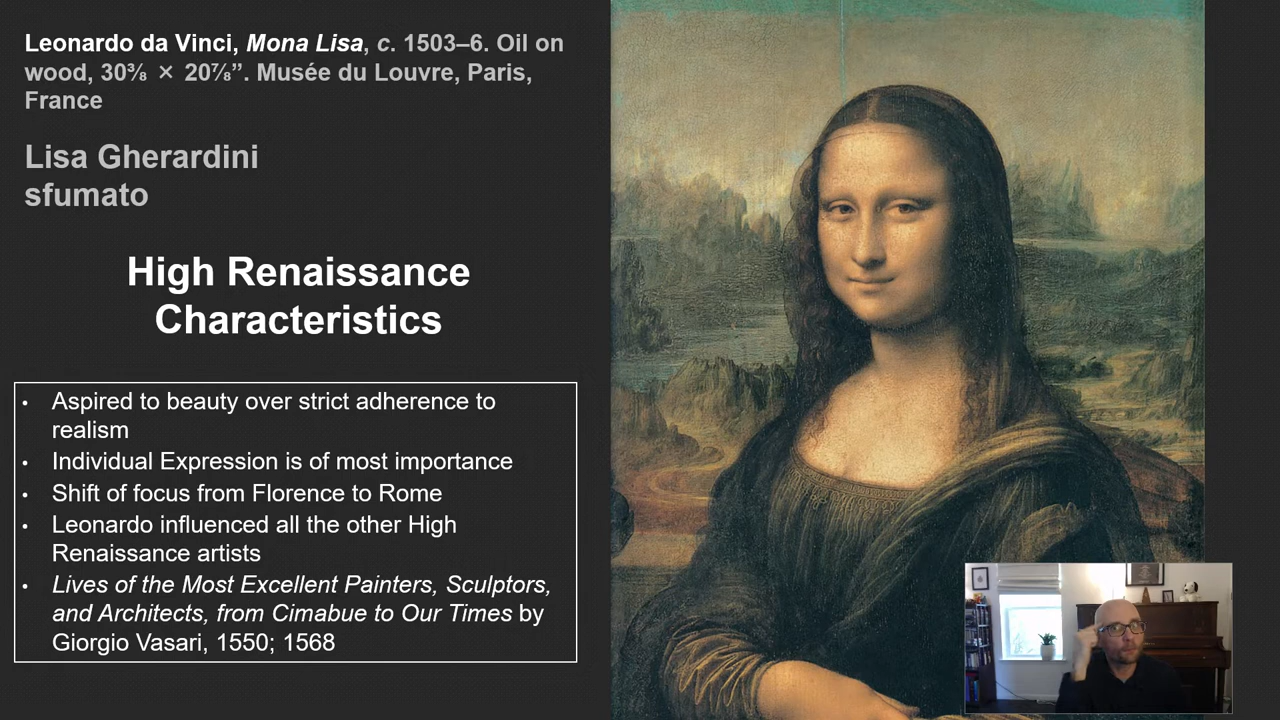 Leonardo da Vinci, Mona Lisa, c. 1503–6. Oil on
wood, 30⅜ × 20⅞”. Musée du Louvre, Paris,
France
Lisa Gherardini
sfumato
High Renaissance
Characteristics
• Aspired to beauty over strict adherence to
realism
• Individual Expression is of most importance
• Shift of focus from Florence to Rome
• Leonardo influenced all the other High
Renaissance artists
• Lives of the Most Excellent Painters, Sculptors,
and Architects, from Cimabue to Our Times by
Giorgio Vasari, 1550; 1568